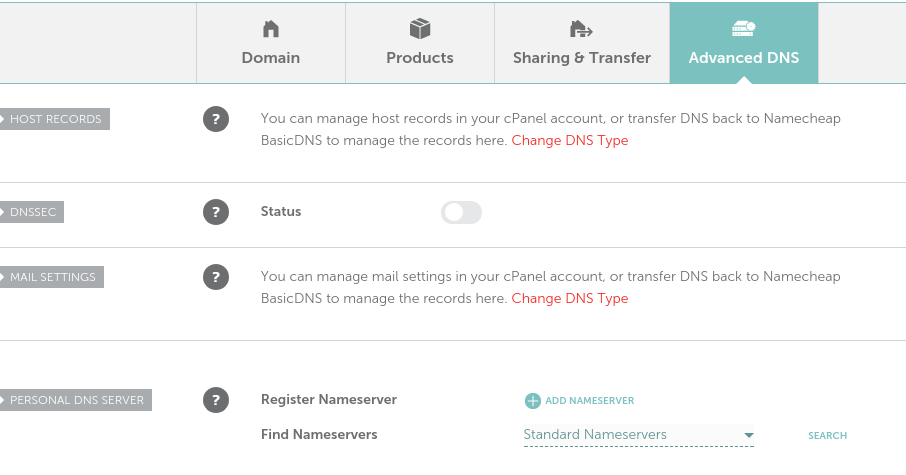 Domain
Products
Sharing & Transfer
Advanced DNS
HOST RECORDS
?
You can manage host records in your cPanel account, or transfer DNS back to Namecheap
BasicDNS to manage the records here. Change DNS Type
DNSSEC
?
Status
MAIL SETTINGS
?
You can manage mail settings in your cPanel account, or transfer DNS back to Namecheap
BasicDNS to manage the records here. Change DNS Type
PERSONAL DNS SERVER
?
Register Nameserver
ADD NAMESERVER
Find Nameservers
Standard Nameservers
SEARCH